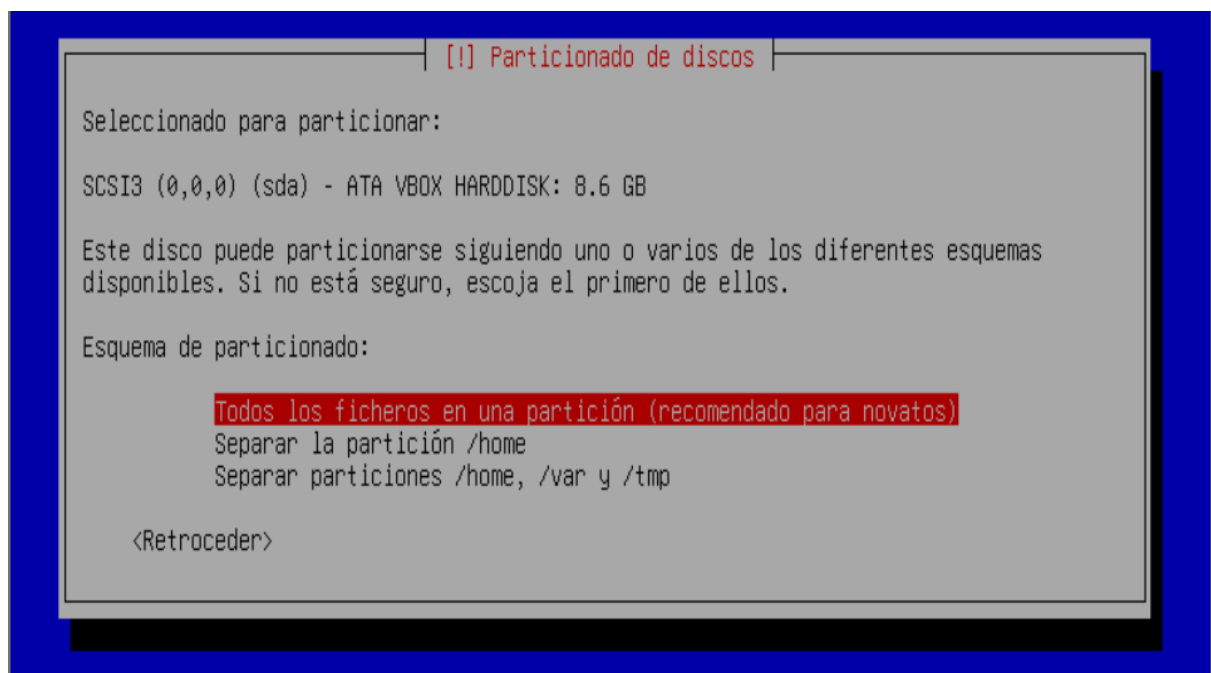 [!] Particionado de discos
Seleccionado para particionar:
SCSI3 (0,0,0) (sda) - ATA VBOX HARDDISK: 8.6 GB
Este disco puede particionarse siguiendo uno o varios de los diferentes esquemas
disponibles. Si no está seguro, escoja el primero de ellos.
Esquema de particionado:
Todos los ficheros en una partición (recomendado para novatos)
Separar la partición /home
Separar particiones /home, /var y /tmp
<Retroceder>